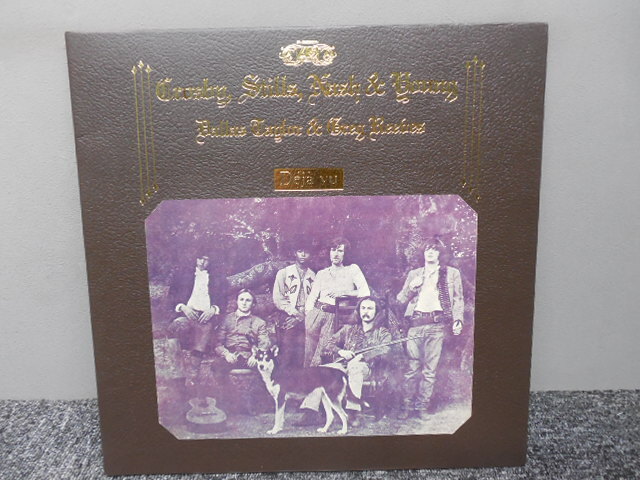 Crosby, Stills, Nash & Young
Dallas Taylor & Greg Reeves
Déjà vu